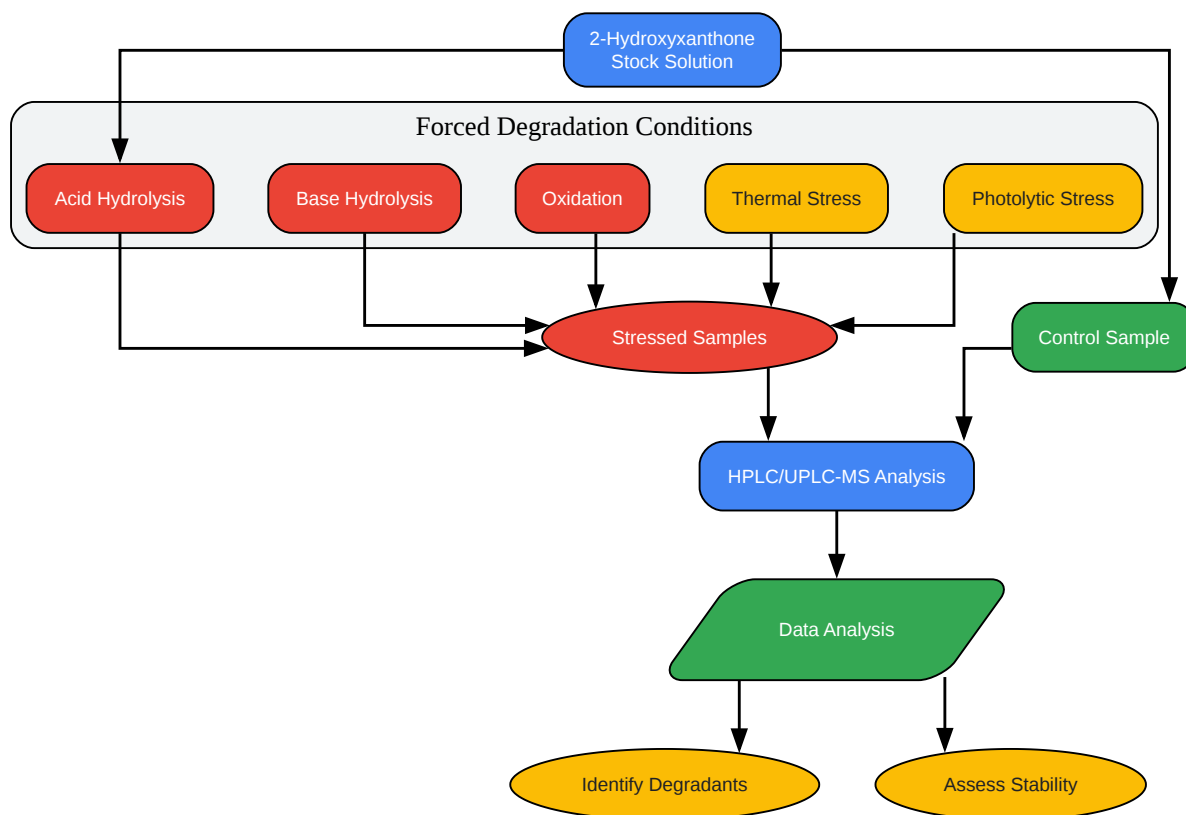 2-Hydroxyxanthone
Stock Solution
Forced Degradation Conditions
Acid Hydrolysis
Base Hydrolysis
Oxidation
Thermal Stress
Photolytic Stress
Stressed Samples
Control Sample
HPLC/UPLC-MS Analysis
Data Analysis
Identify Degradants
Assess Stability